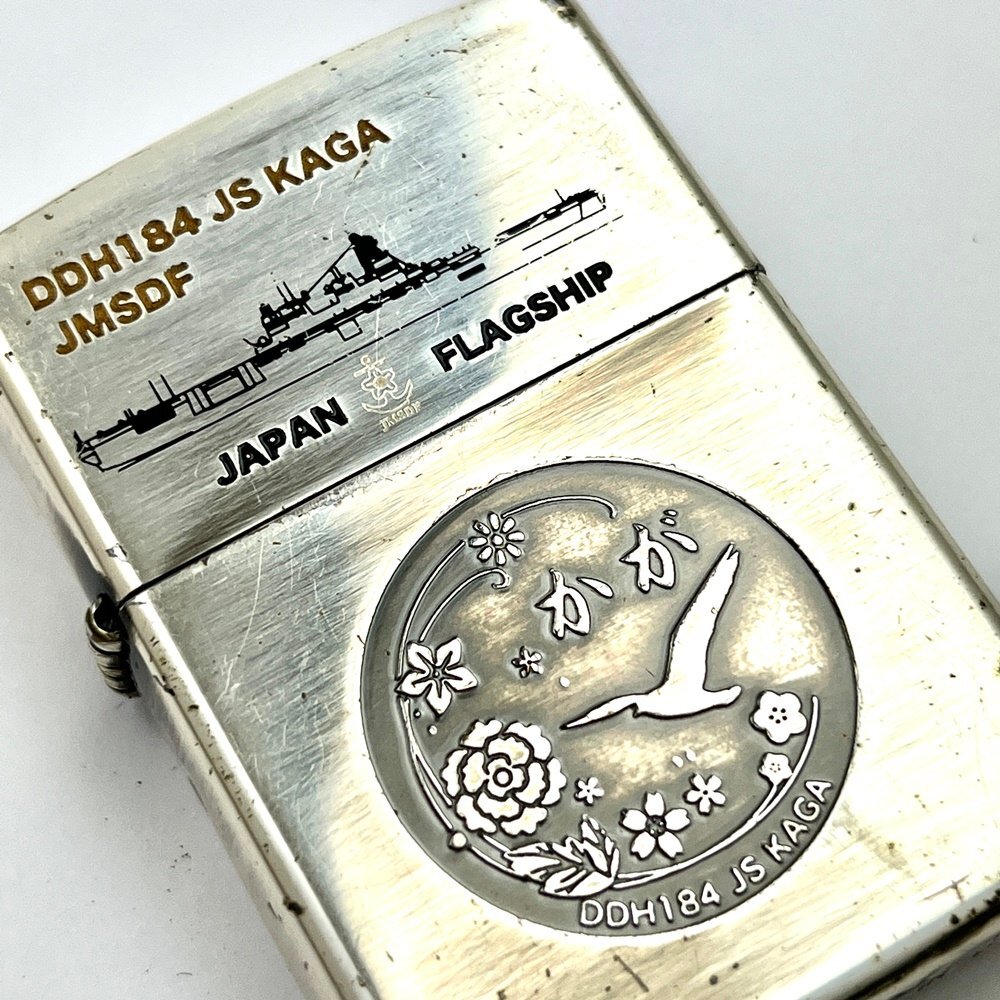 DDH184 JS KAGA
JMSDF
JAPAN FLAGSHIP
JMSDF
かが
DDH184 JS KAGA